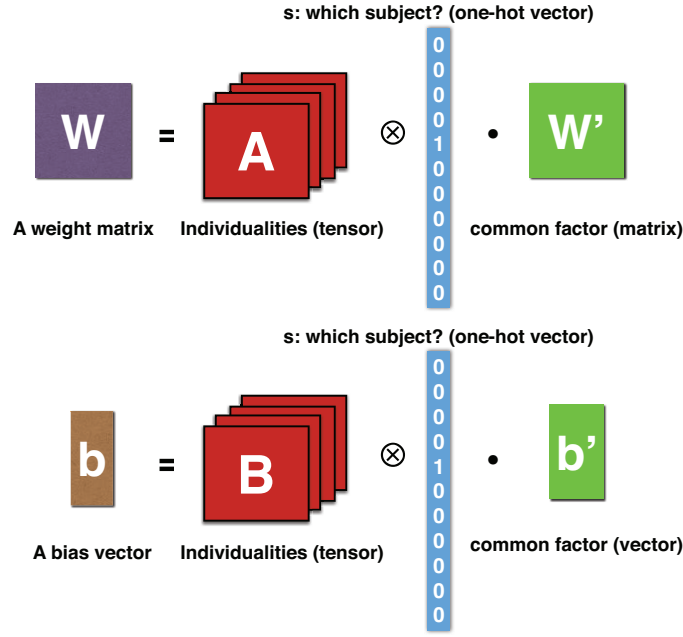 s: which subject? (one-hot vector)
W
=
A
⊗
0
0
0
0
1
0
0
0
0
0
0
•
W’
A weight matrix
Individualities (tensor)
common factor (matrix)
s: which subject? (one-hot vector)
b
=
B
⊗
0
0
0
0
1
0
0
0
0
0
0
•
b’
A bias vector
Individualities (tensor)
common factor (vector)